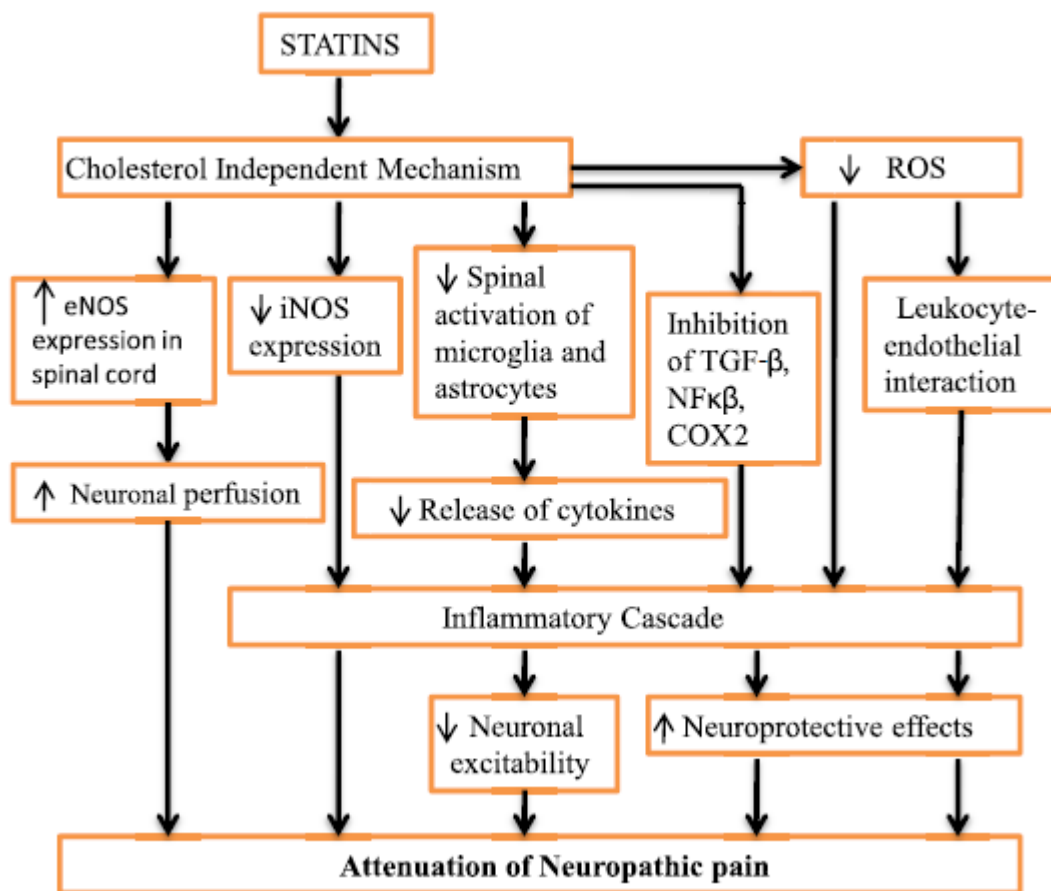 STATINS
Cholesterol Independent Mechanism
↓ ROS
↑ eNOS
expression in
spinal cord
↓ iNOS
expression
↓ Spinal
activation of
microglia and
astrocytes
Inhibition
of TGF-β,
NFκβ,
COX2
Leukocyte-
endothelial
interaction
↑ Neuronal perfusion
↓ Release of cytokines
Inflammatory Cascade
↓ Neuronal
excitability
↑ Neuroprotective effects
Attenuation of Neuropathic pain